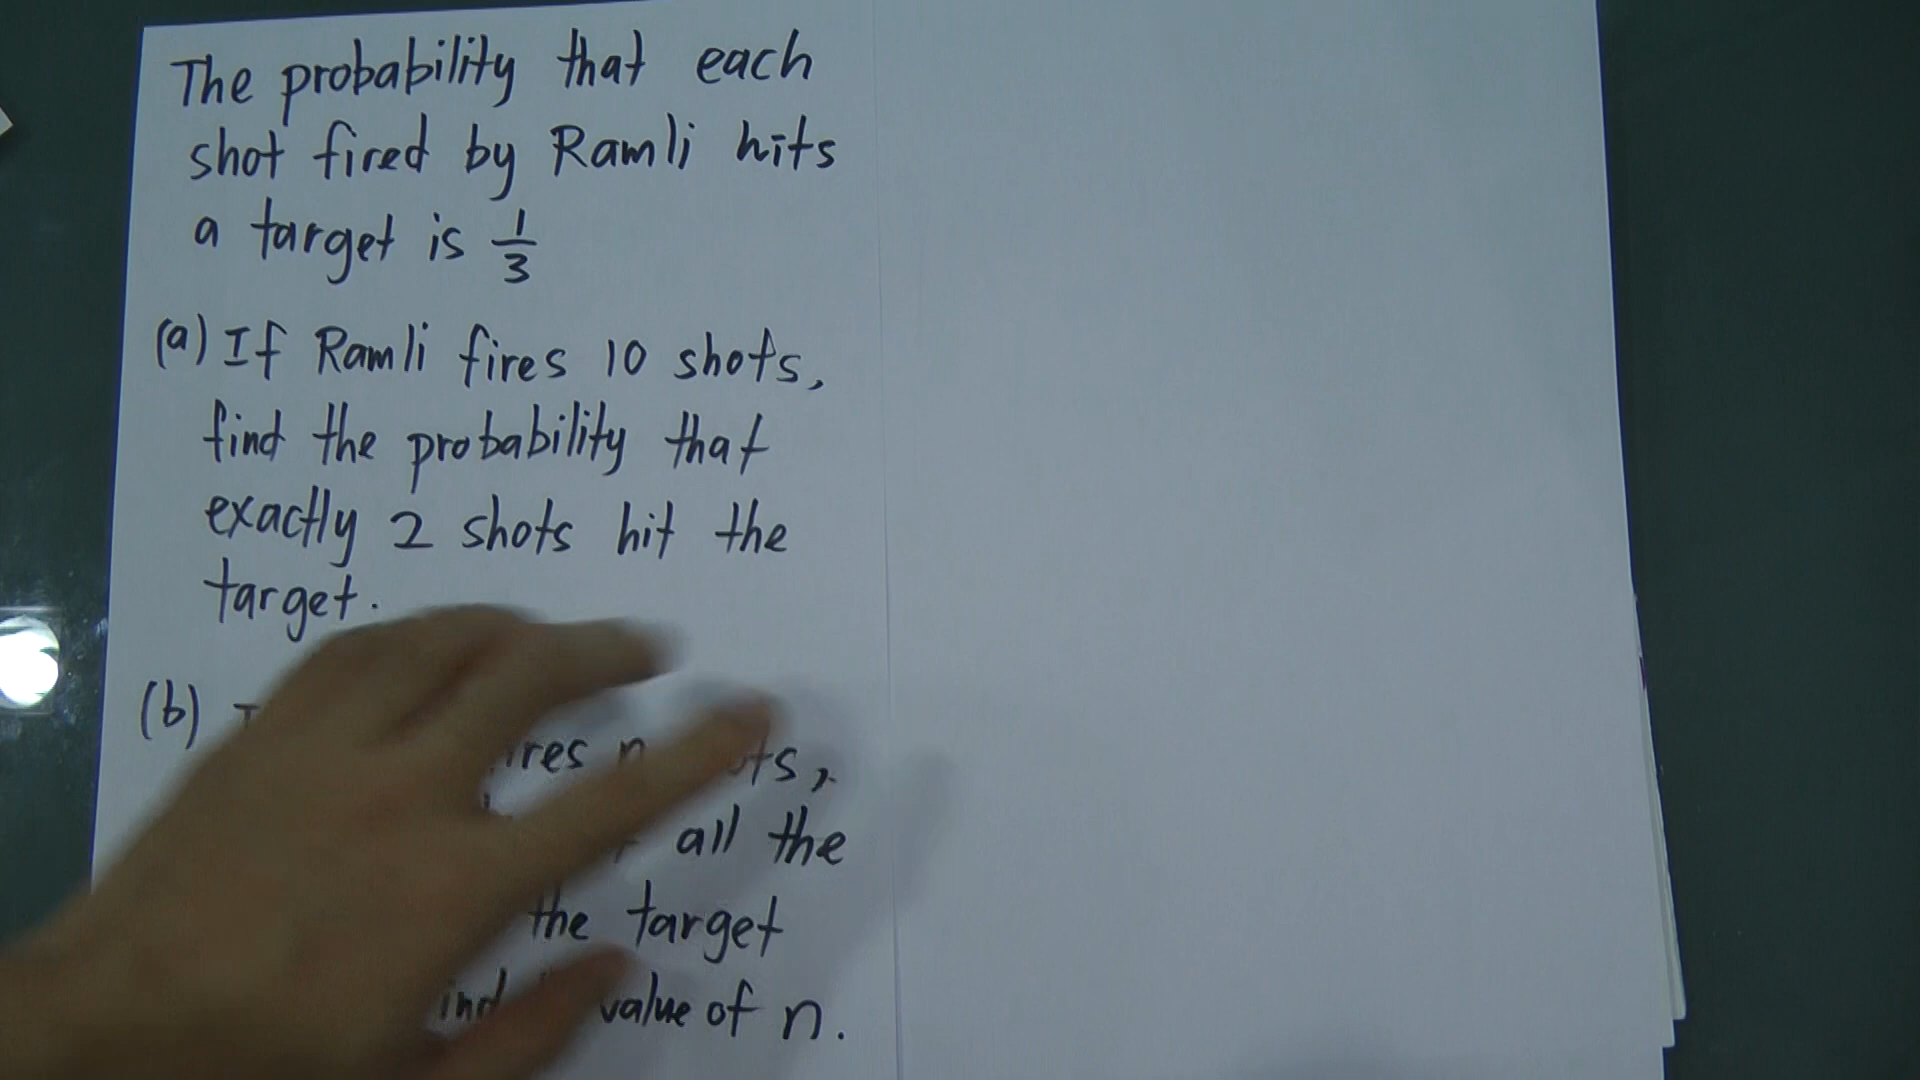 The probability that each
shot fired by Ramli hits
a target is 1/3
(a) If Ramli fires 10 shots,
find the probability that
exactly 2 shots hit the
target.
(b)
n
all the
the target
value of n.